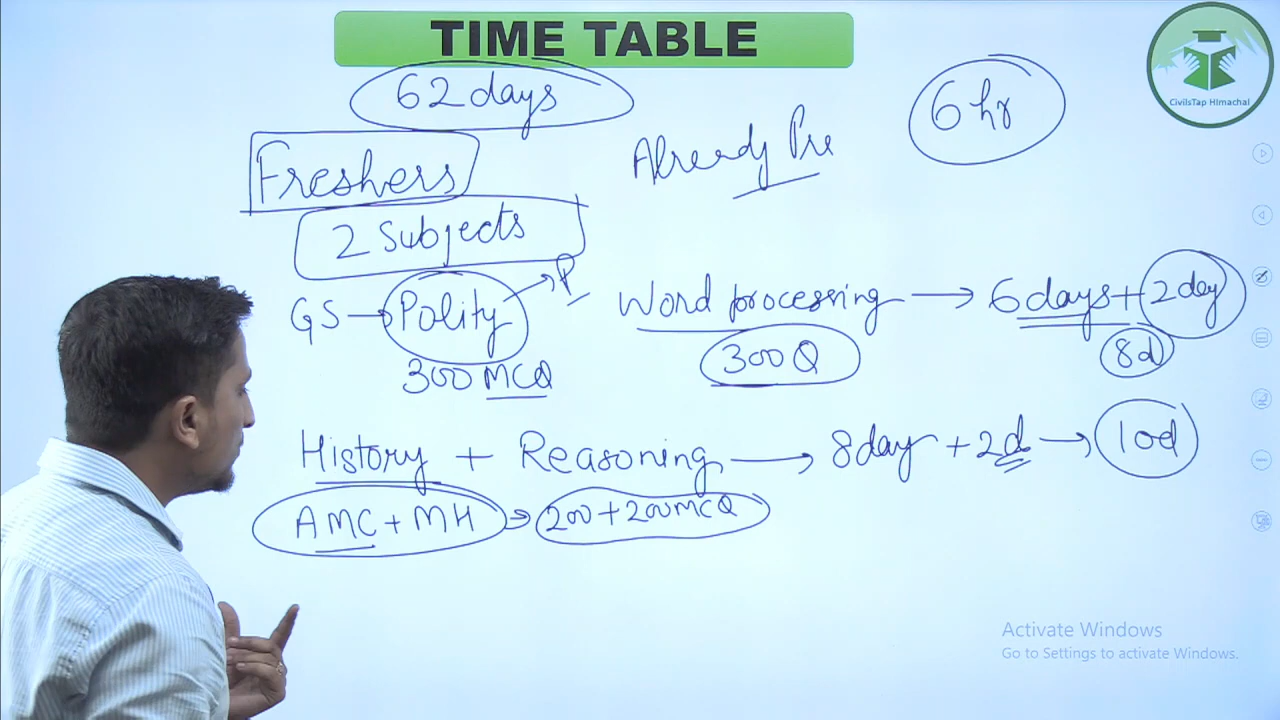 TIME TABLE
CivilsTap HImachal
62 days
6 hr
Freshers
Already Pre
2 Subjects
GS → Polity → P
Word processing → 6 days + 2 day
300 MCQ
300 Q
8d
History + Reasoning → 8 day + 2 d → 10d
AMC + MH → 200 + 200 MCQ
Activate Windows
Go to Settings to activate Windows.